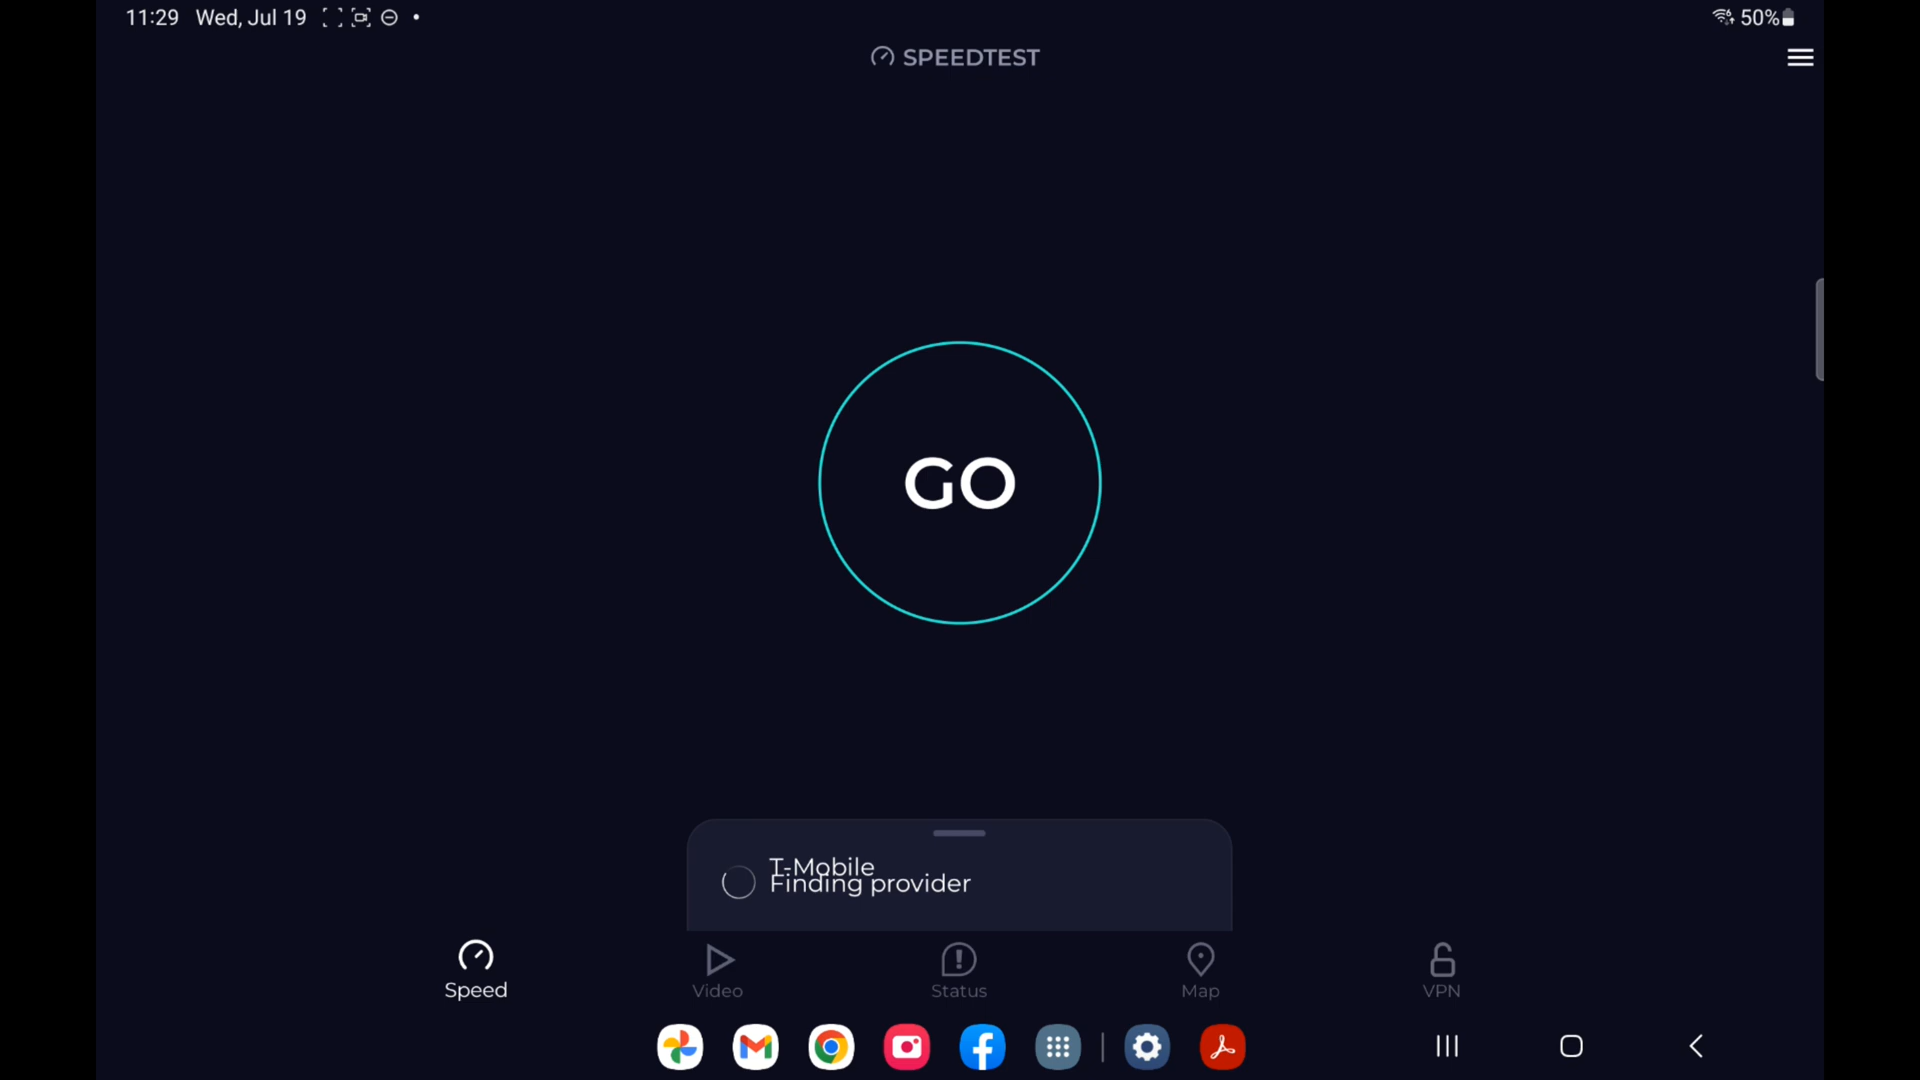 11:29 Wed, Jul 19
50%
SPEEDTEST
GO
T-Mobile
Finding provider
Speed
Video
Status
Map
VPN